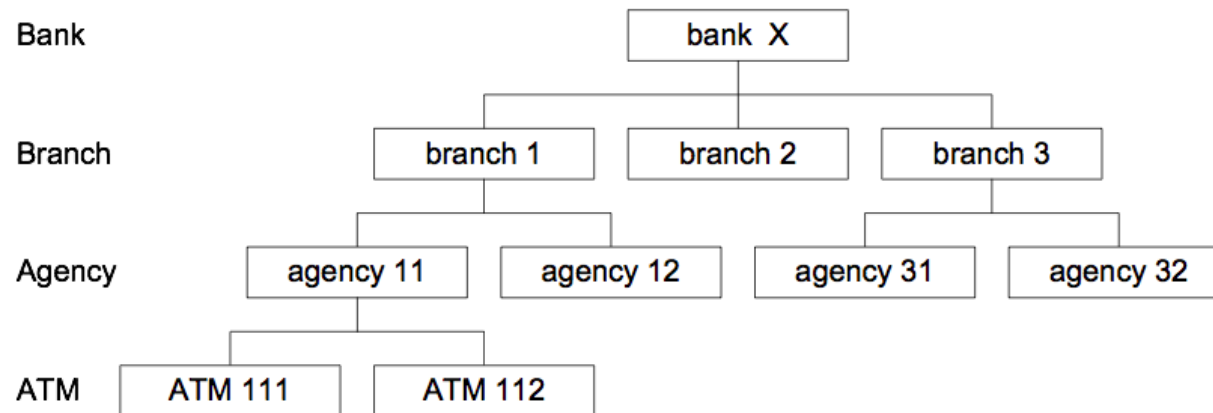 Bank
bank X
Branch
branch 1
branch 2
branch 3
Agency
agency 11
agency 12
agency 31
agency 32
ATM
ATM 111
ATM 112